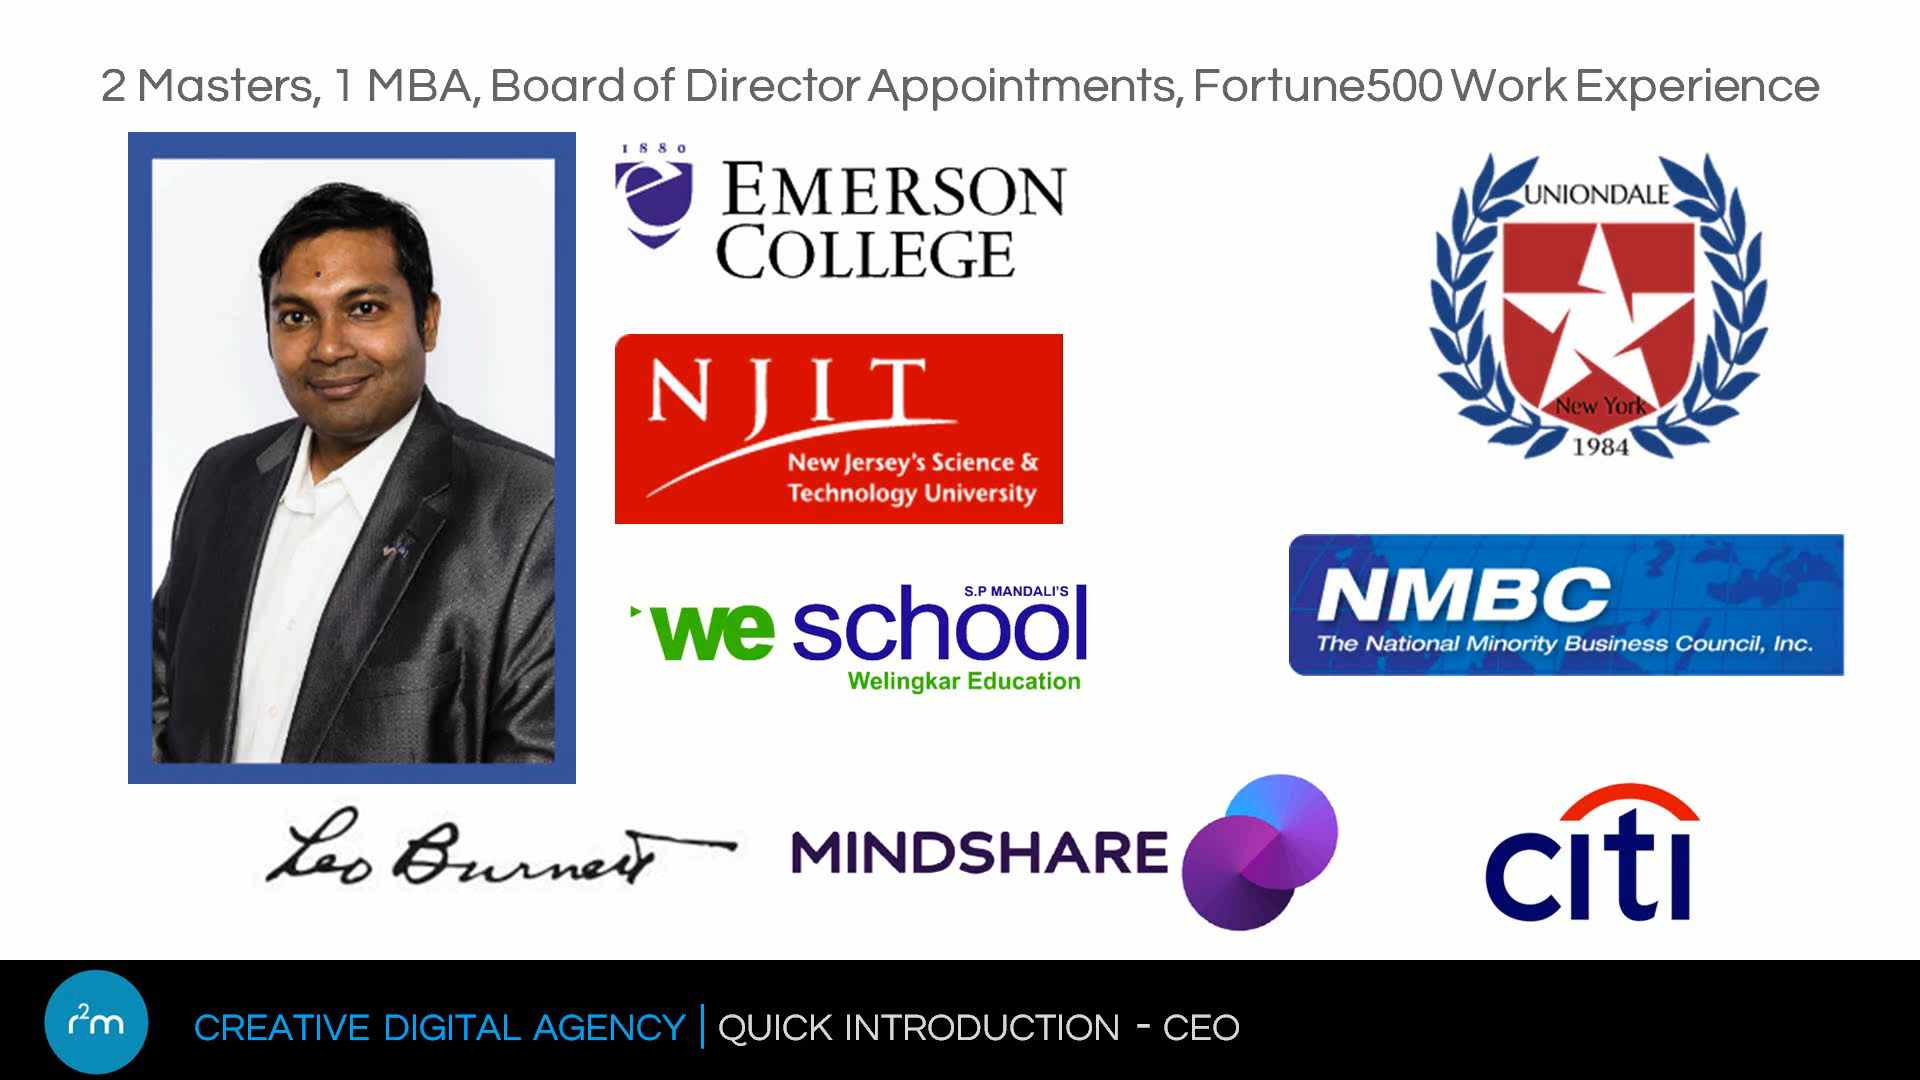 2 Masters, 1 MBA, Board of Director Appointments, Fortune500 Work Experience
1880
EMERSON
COLLEGE
UNIONDALE
New York
1984
NJIT
New Jersey's Science &
Technology University
NMBC
The National Minority Business Council, Inc.
S.P MANDALI'S
we school
Welingkar Education
Leo Burnett
MINDSHARE
citi
r2m
CREATIVE DIGITAL AGENCY | QUICK INTRODUCTION - CEO